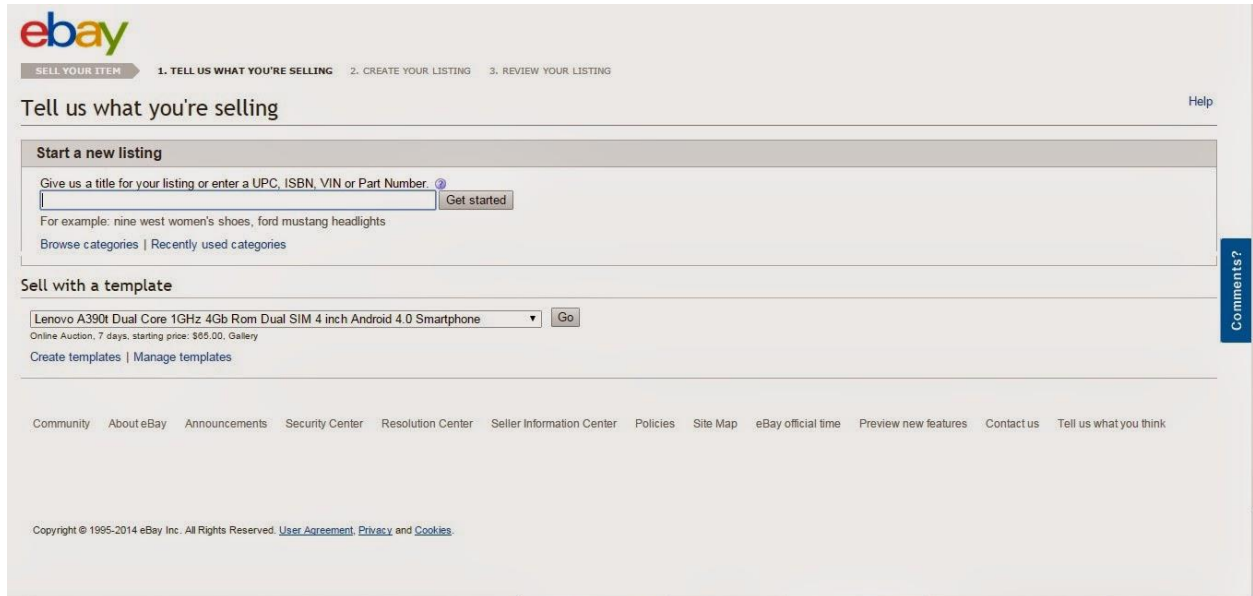 ebay
SELL YOUR ITEM 1. TELL US WHAT YOU'RE SELLING 2. CREATE YOUR LISTING 3. REVIEW YOUR LISTING
Tell us what you're selling
Help
Start a new listing
Give us a title for your listing or enter a UPC, ISBN, VIN or Part Number. ?
Get started
For example: nine west women's shoes, ford mustang headlights
Browse categories | Recently used categories
Comments?
Sell with a template
Lenovo A390t Dual Core 1GHz 4Gb Rom Dual SIM 4 inch Android 4.0 Smartphone Go
Online Auction, 7 days, starting price: $65.00, Gallery
Create templates | Manage templates
Community About eBay Announcements Security Center Resolution Center Seller Information Center Policies Site Map eBay official time Preview new features Contact us Tell us what you think
Copyright © 1995-2014 eBay Inc. All Rights Reserved. User Agreement, Privacy and Cookies.